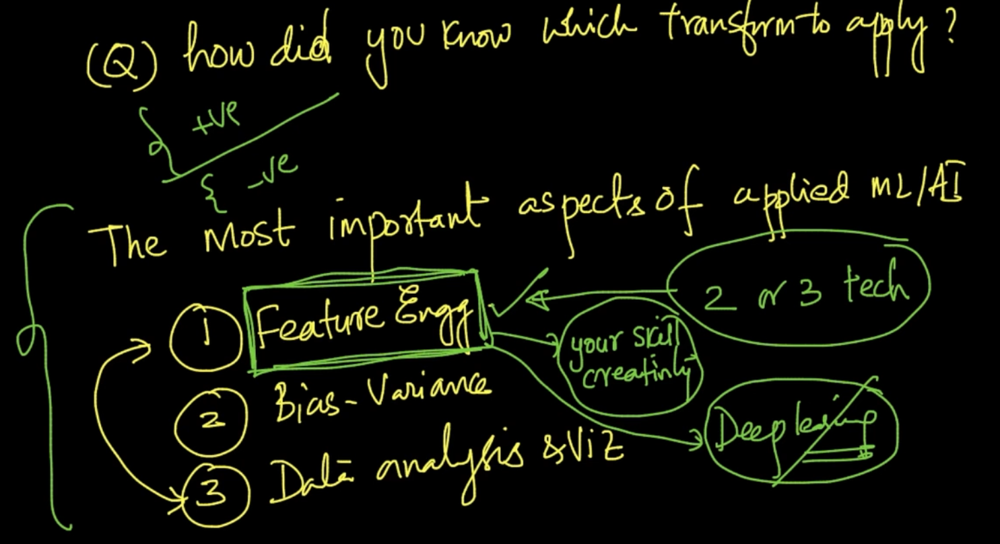 (Q) how did you know which transform to apply?
+ve
-ve
The Most important aspects of applied ML/AI
2 or 3 tech
1 Feature Engg
your skill
creativity
2 Bias-Variance
Deep learning
3 Data analysis & Viz